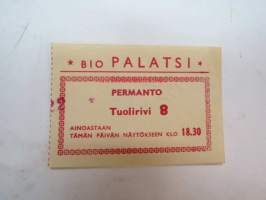 ★ BIO PALATSI ★
PERMANTO
Tuolirivi 8
AINOASTAAN
TÄMÄN PÄIVÄN NÄYTÖKSEEN KLO 18.30